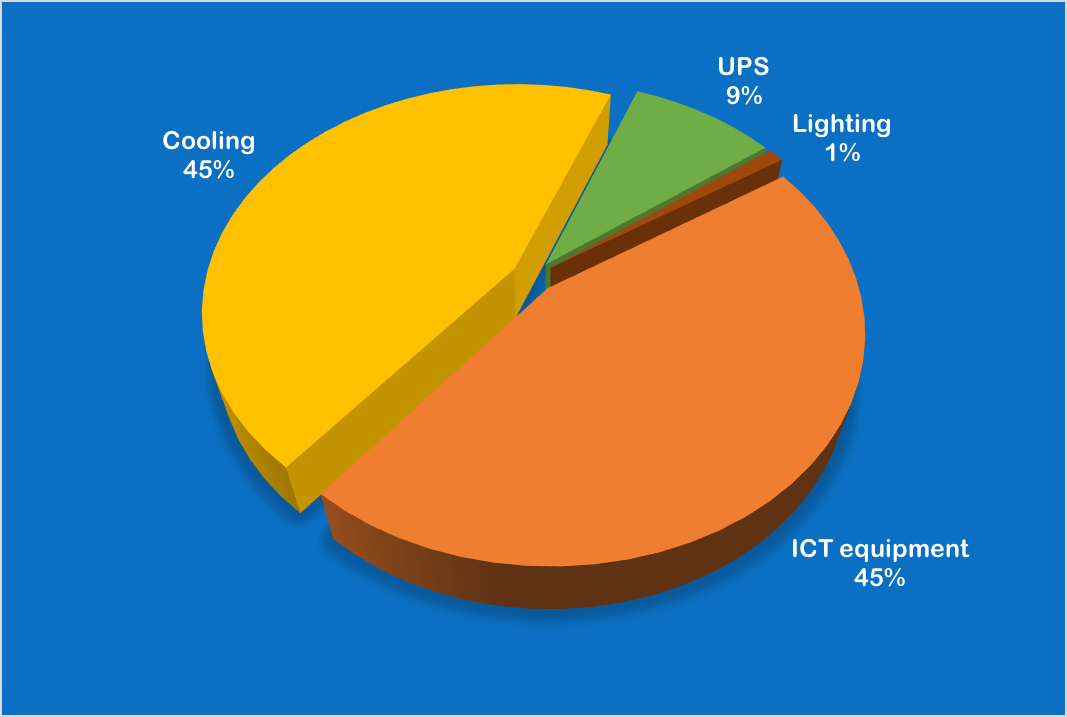 UPS
9%
Lighting
1%
Cooling
45%
ICT equipment
45%